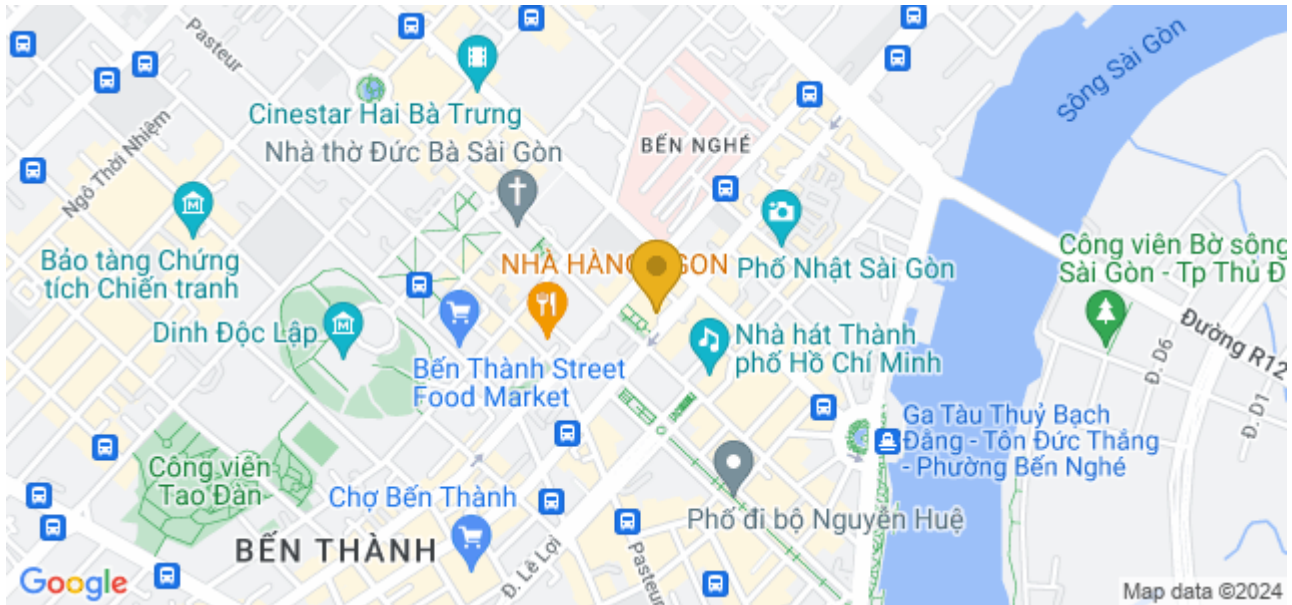 Pasteur
Sông Sài Gòn
Cinestar Hai Bà Trưng
Nhà thờ Đức Bà Sài Gòn
BẾN NGHÉ
Ngô Thời Nhiệm
Bảo tàng Chứng
tích Chiến tranh
NHÀ HÀNG
GON
Phố Nhật Sài Gòn
Công viên Bờ sông
Sài Gòn - Tp Thủ Đ
Dinh Độc Lập
Nhà hát Thành
phố Hồ Chí Minh
Đường R12
Đ. D6
Đ. D1
Bến Thành Street
Food Market
Ga Tàu Thuỷ Bạch
Đằng - Tôn Đức Thắng
- Phường Bến Nghé
Công viên
Tao Đàn
Chợ Bến Thành
Phố đi bộ Nguyễn Huệ
BẾN THÀNH
Đ. Lê Lợi
Pasteur
Google
Map data ©2024